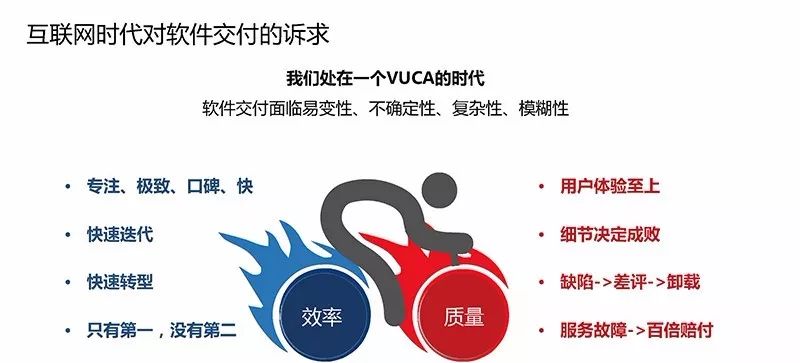 互联网时代对软件交付的诉求
我们处在一个VUCA的时代
软件交付面临易变性、不确定性、复杂性、模糊性
• 专注、极致、口碑、快
• 快速迭代
• 快速转型
• 只有第一，没有第二
效率
质量
• 用户体验至上
• 细节决定成败
• 缺陷->差评->卸载
• 服务故障->百倍赔付